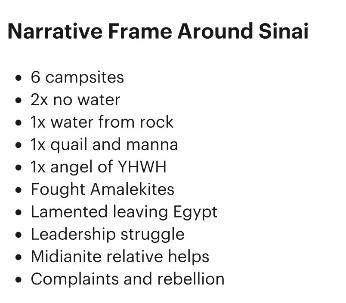 Narrative Frame Around Sinai
• 6 campsites
• 2x no water
• 1x water from rock
• 1x quail and manna
• 1x angel of YHWH
• Fought Amalekites
• Lamented leaving Egypt
• Leadership struggle
• Midianite relative helps
• Complaints and rebellion